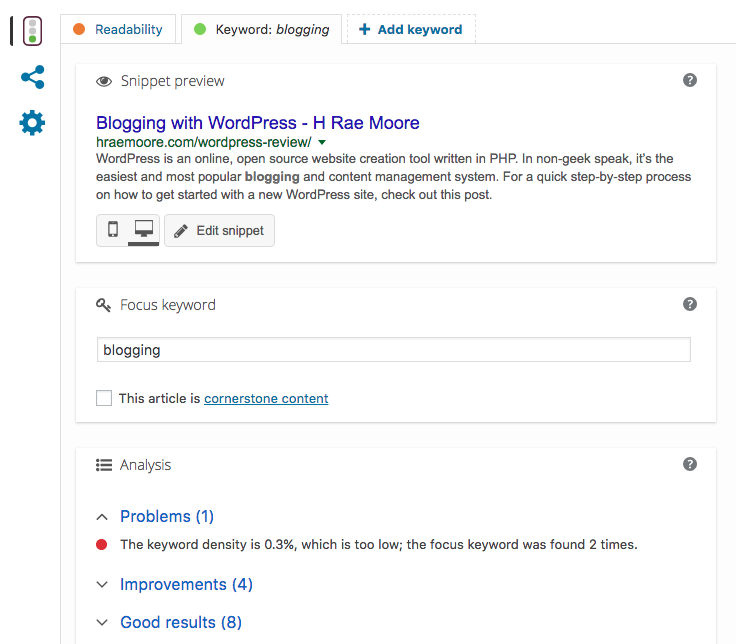 Readability
Keyword: blogging
+ Add keyword
Snippet preview
?
Blogging with WordPress - H Rae Moore
hraemoore.com/wordpress-review/
WordPress is an online, open source website creation tool written in PHP. In non-geek speak, it's the
easiest and most popular blogging and content management system. For a quick step-by-step process
on how to get started with a new WordPress site, check out this post.
Edit snippet
Focus keyword
?
blogging
This article is cornerstone content
Analysis
?
Problems (1)
The keyword density is 0.3%, which is too low; the focus keyword was found 2 times.
Improvements (4)
Good results (8)